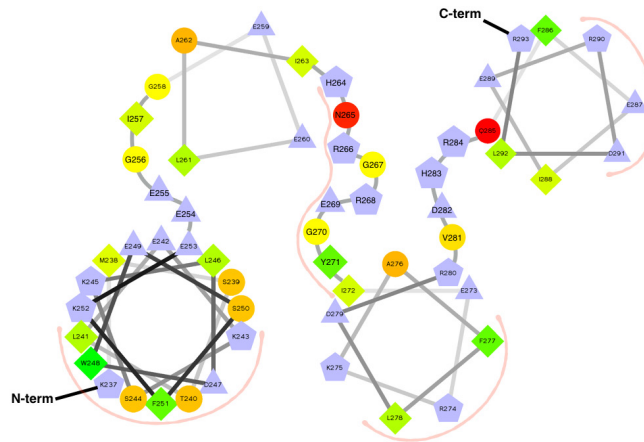 C-term
E259
R293
F286
R290
A262
I263
E289
E287
G258
H264
I257
N265
Q285
E260
R284
R266
L292
D291
G256
L261
G267
H283
I288
E255
E269
R268
D282
E254
G270
V281
E249
E242
E253
M238
L246
Y271
A276
R280
K245
S239
I272
E273
K252
S250
D279
L241
K243
F277
W248
K275
N-term
K237
D247
S244
T240
F251
R274
L278